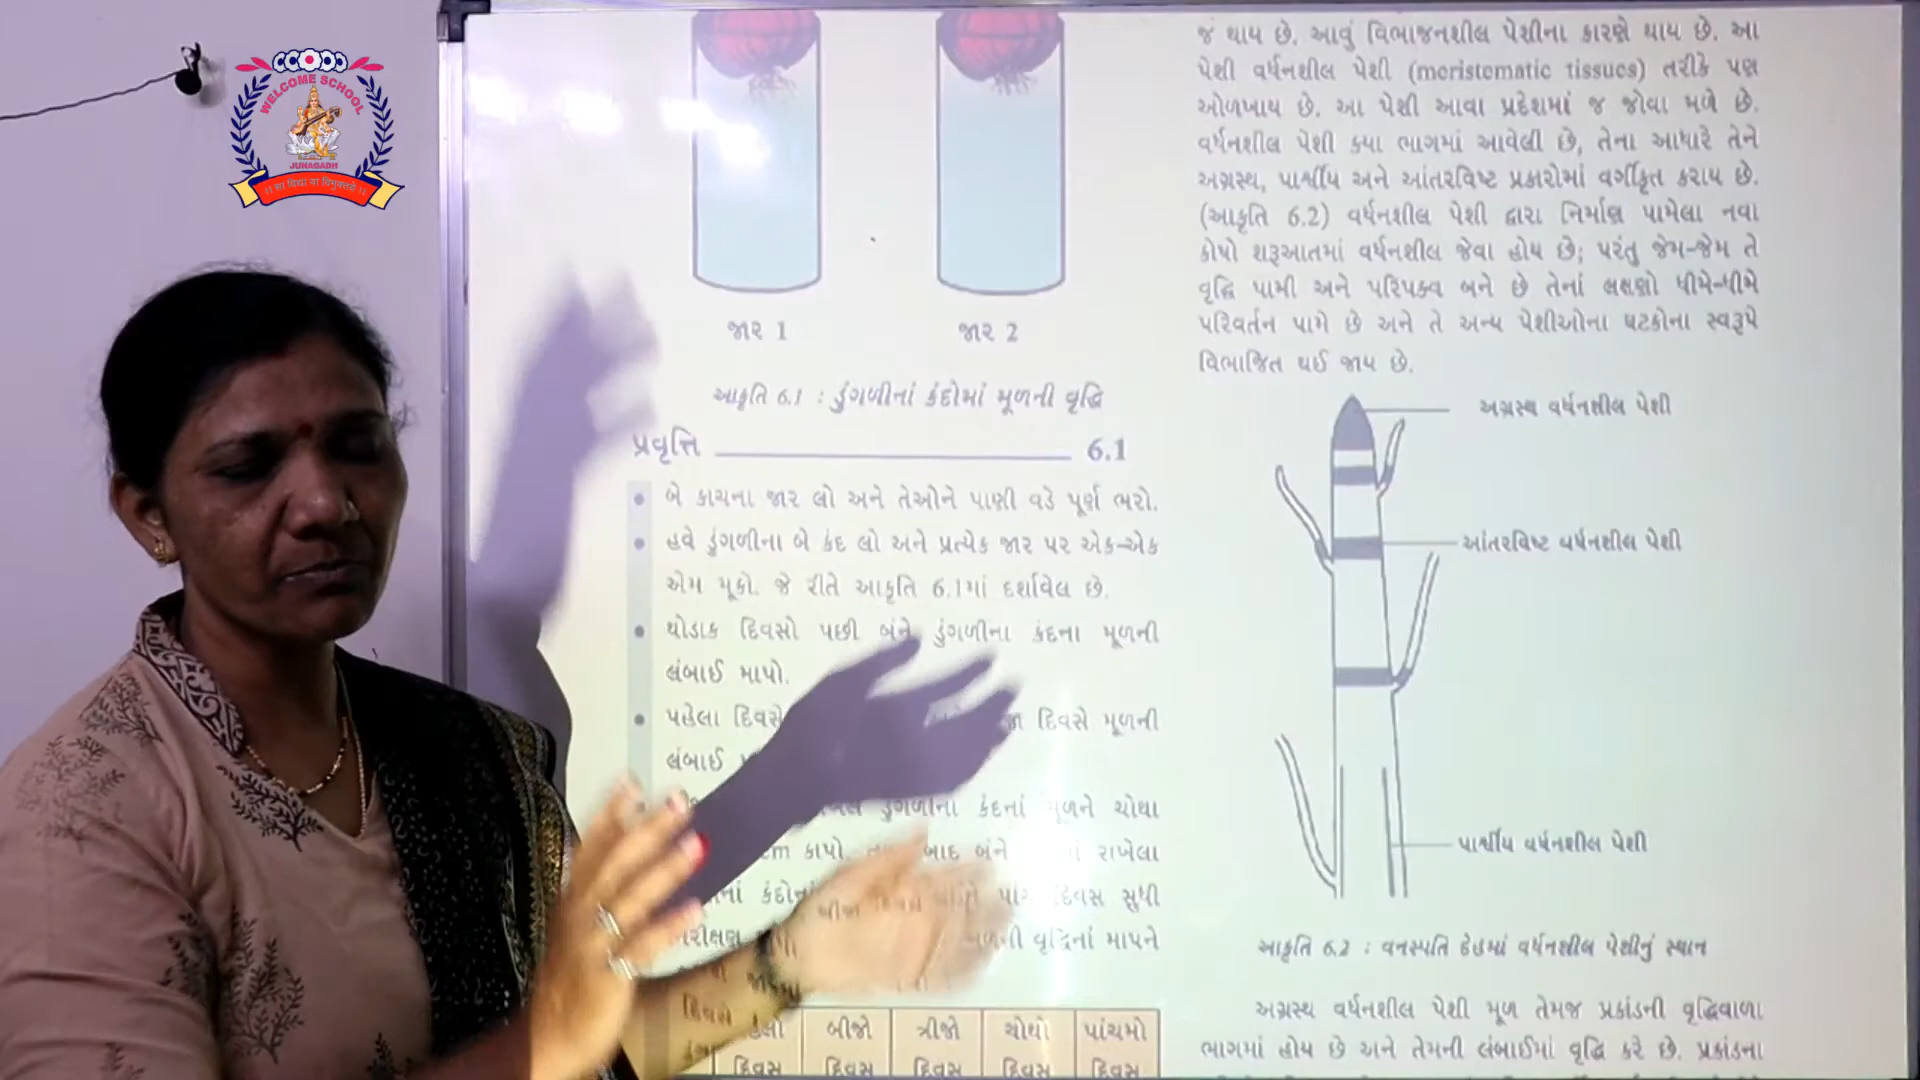 WELCOME SCHOOL
JUNAGADH
|| सा विद्या या विमुक्तये ||
જાર 1
જાર 2
આકૃતિ 6.1 : ડુંગળીનાં કંદોમાં મૂળની વૃદ્ધિ
પ્રવૃત્તિ 6.1
• બે કાચના જાર લો અને તેઓને પાણી વડે પૂર્ણ ભરો.
• હવે ડુંગળીના બે કંદ લો અને પ્રત્યેક જાર પર એક-એક
એમ મૂકો. જે રીતે આકૃતિ 6.1માં દર્શાવેલ છે.
• થોડાક દિવસો પછી બંને ડુંગળીના કંદના મૂળની
લંબાઈ માપો.
• પહેલા દિવસે દિવસે મૂળની
લંબાઈ
ડુંગળીના કંદનાં મૂળને ચોથા
cm કાપો. બાદ બંને રાખેલા
કંદોનાં દિવસ સુધી
વૃદ્ધિનાં માપને
બીજો ત્રીજો ચોથો પાંચમો
દિવસ દિવસ દિવસ દિવસ દિવસ
જ થાય છે. આવું વિભાજનશીલ પેશીના કારણે થાય છે. આ
પેશી વર્ધનશીલ પેશી (meristematic tissues) તરીકે પણ
ઓળખાય છે. આ પેશી આવા પ્રદેશમાં જ જોવા મળે છે.
વર્ધનશીલ પેશી ક્યા ભાગમાં આવેલી છે, તેના આધારે તેને
અગ્રસ્થ, પાર્શ્વીય અને આંતરવિષ્ટ પ્રકારોમાં વર્ગીકૃત કરાય છે.
(આકૃતિ 6.2) વર્ધનશીલ પેશી દ્વારા નિર્માણ પામેલા નવા
કોષો શરૂઆતમાં વર્ધનશીલ જેવા હોય છે; પરંતુ જેમ-જેમ તે
વૃદ્ધિ પામી અને પરિપક્વ બને છે તેનાં લક્ષણો ધીમે-ધીમે
પરિવર્તન પામે છે અને તે અન્ય પેશીઓના ઘટકોના સ્વરૂપે
વિભાજિત થઈ જાય છે.
અગ્રસ્થ વર્ધનશીલ પેશી
આંતરવિષ્ટ વર્ધનશીલ પેશી
પાર્શ્વીય વર્ધનશીલ પેશી
આકૃતિ 6.2 : વનસ્પતિ દેહમાં વર્ધનશીલ પેશીનું સ્થાન
અગ્રસ્થ વર્ધનશીલ પેશી મૂળ તેમજ પ્રકાંડની વૃદ્ધિવાળા
ભાગમાં હોય છે અને તેમની લંબાઈમાં વૃદ્ધિ કરે છે. પ્રકાંડના